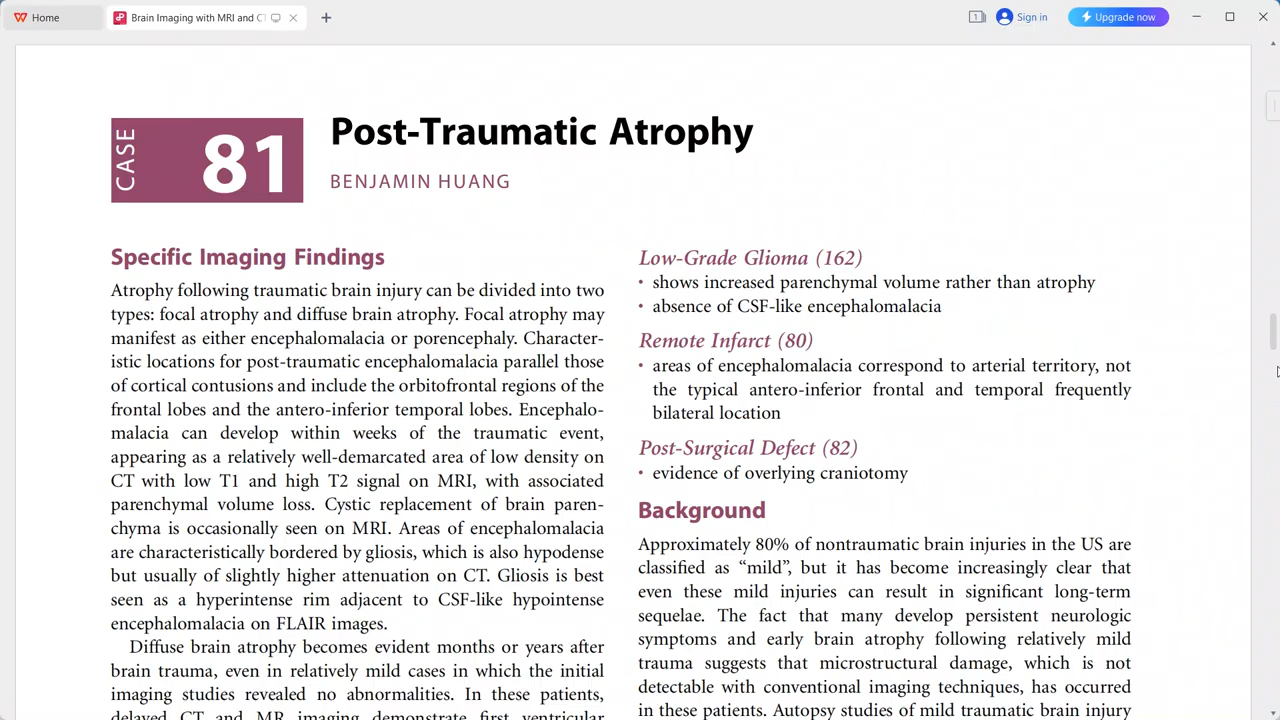 Home
Brain Imaging with MRI and C
Sign in
Upgrade now
CASE 81
Post-Traumatic Atrophy
BENJAMIN HUANG
Specific Imaging Findings
Atrophy following traumatic brain injury can be divided into two
types: focal atrophy and diffuse brain atrophy. Focal atrophy may
manifest as either encephalomalacia or porencephaly. Character-
istic locations for post-traumatic encephalomalacia parallel those
of cortical contusions and include the orbitofrontal regions of the
frontal lobes and the antero-inferior temporal lobes. Encephalo-
malacia can develop within weeks of the traumatic event,
appearing as a relatively well-demarcated area of low density on
CT with low T1 and high T2 signal on MRI, with associated
parenchymal volume loss. Cystic replacement of brain paren-
chyma is occasionally seen on MRI. Areas of encephalomalacia
are characteristically bordered by gliosis, which is also hypodense
but usually of slightly higher attenuation on CT. Gliosis is best
seen as a hyperintense rim adjacent to CSF-like hypointense
encephalomalacia on FLAIR images.
Diffuse brain atrophy becomes evident months or years after
brain trauma, even in relatively mild cases in which the initial
imaging studies revealed no abnormalities. In these patients,
delayed CT and MR imaging demonstrate first ventricular
Low-Grade Glioma (162)
• shows increased parenchymal volume rather than atrophy
• absence of CSF-like encephalomalacia
Remote Infarct (80)
• areas of encephalomalacia correspond to arterial territory, not
the typical antero-inferior frontal and temporal frequently
bilateral location
Post-Surgical Defect (82)
• evidence of overlying craniotomy
Background
Approximately 80% of nontraumatic brain injuries in the US are
classified as “mild”, but it has become increasingly clear that
even these mild injuries can result in significant long-term
sequelae. The fact that many develop persistent neurologic
symptoms and early brain atrophy following relatively mild
trauma suggests that microstructural damage, which is not
detectable with conventional imaging techniques, has occurred
in these patients. Autopsy studies of mild traumatic brain injury